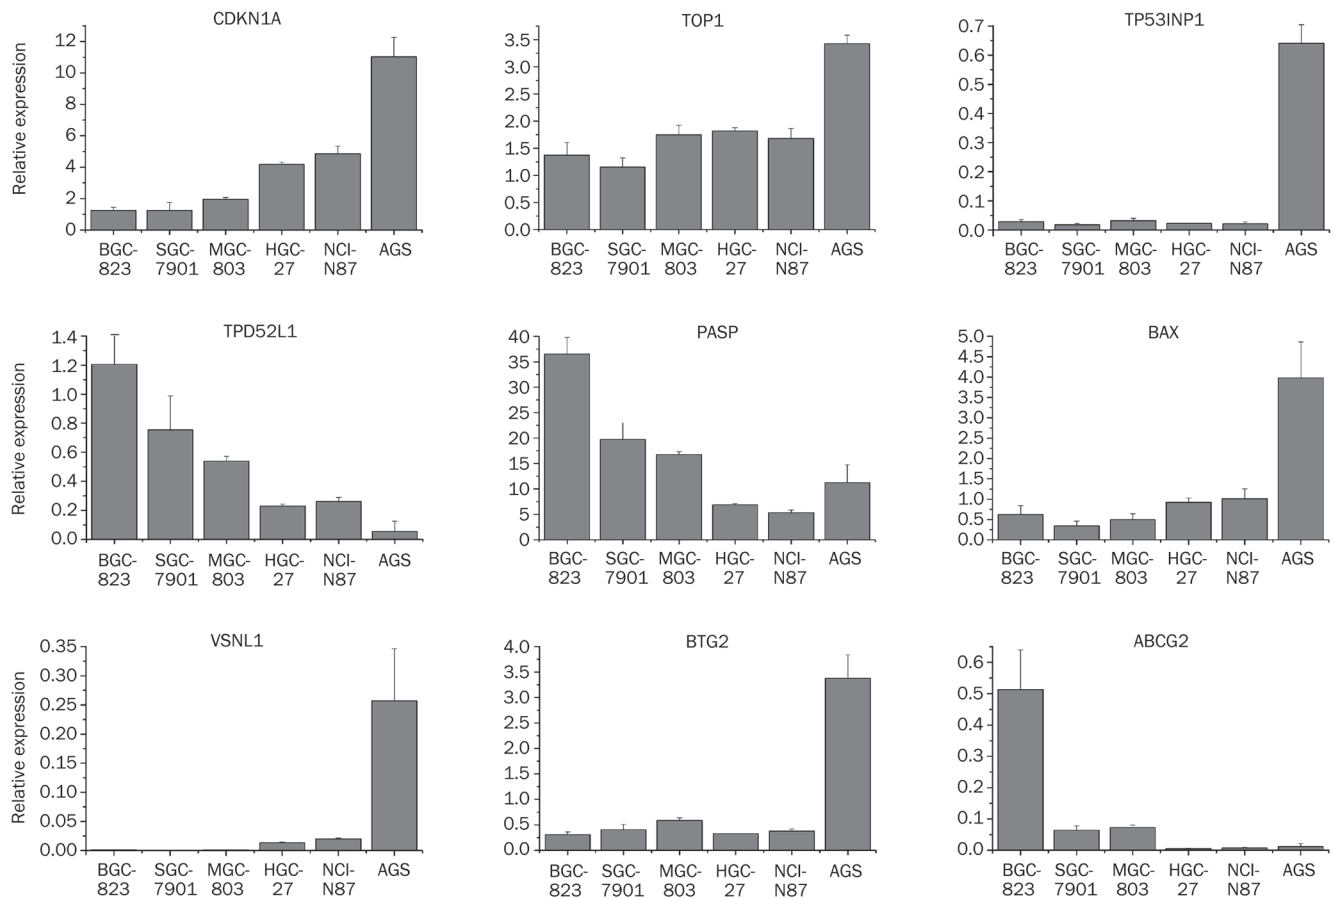 CDKN1A
Relative expression
12
10
8
6
4
2
0
BGC- SGC- MGC- HGC- NCI- AGS
823 7901 803 27 N87
TOP1
3.5
3.0
2.5
2.0
1.5
1.0
0.5
0.0
BGC- SGC- MGC- HGC- NCI- AGS
823 7901 803 27 N87
TP53INP1
0.7
0.6
0.5
0.4
0.3
0.2
0.1
0.0
BGC- SGC- MGC- HGC- NCI- AGS
823 7901 803 27 N87
TPD52L1
Relative expression
1.4
1.2
1.0
0.8
0.6
0.4
0.2
0.0
BGC- SGC- MGC- HGC- NCI- AGS
823 7901 803 27 N87
PASP
40
35
30
25
20
15
10
5
0
BGC- SGC- MGC- HGC- NCI- AGS
823 7901 803 27 N87
BAX
5.0
4.5
4.0
3.5
3.0
2.5
2.0
1.5
1.0
0.5
0.0
BGC- SGC- MGC- HGC- NCI- AGS
823 7901 803 27 N87
VSNL1
Relative expression
0.35
0.30
0.25
0.20
0.15
0.10
0.05
0.00
BGC- SGC- MGC- HGC- NCI- AGS
823 7901 803 27 N87
BTG2
4.0
3.5
3.0
2.5
2.0
1.5
1.0
0.5
0.0
BGC- SGC- MGC- HGC- NCI- AGS
823 7901 803 27 N87
ABCG2
0.6
0.5
0.4
0.3
0.2
0.1
0.0
BGC- SGC- MGC- HGC- NCI- AGS
823 7901 803 27 N87